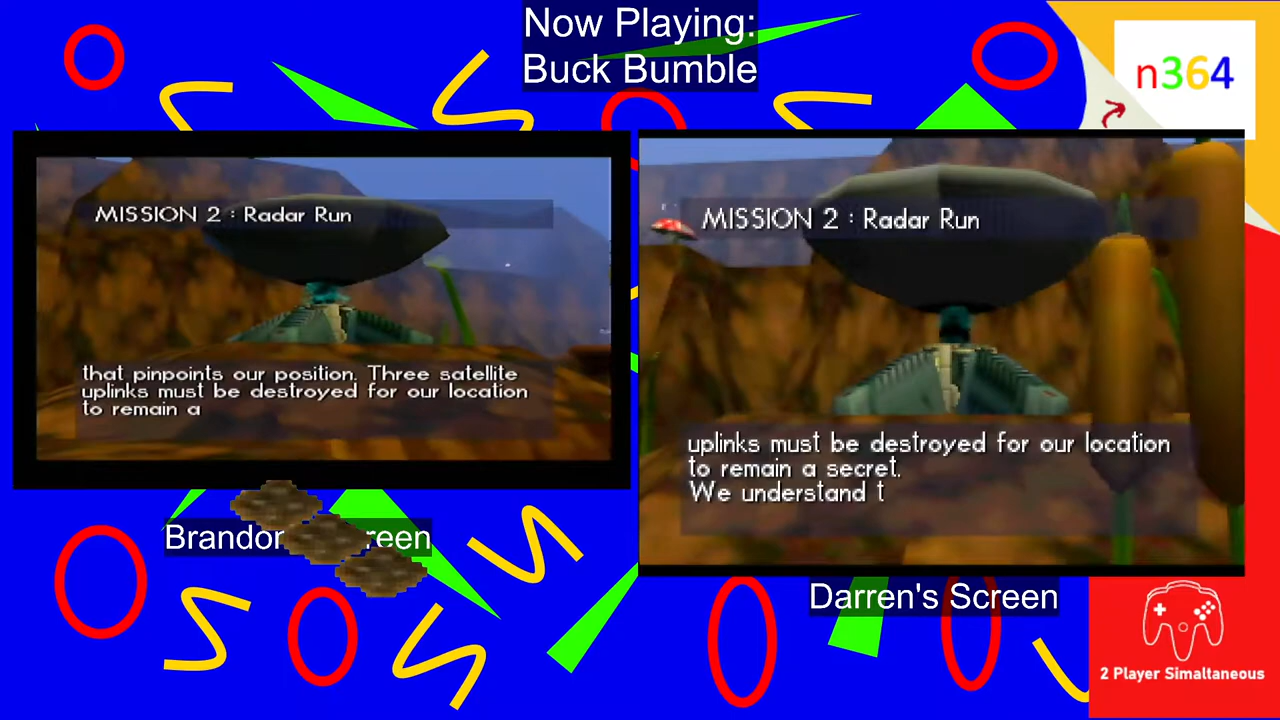 Now Playing:
Buck Bumble
n364
MISSION 2 : Radar Run
that pinpoints our position. Three satellite
uplinks must be destroyed for our location
to remain a
MISSION 2 : Radar Run
uplinks must be destroyed for our location
to remain a secret.
We understand t
Brandon reen
Darren's Screen
2 Player Simaltaneous